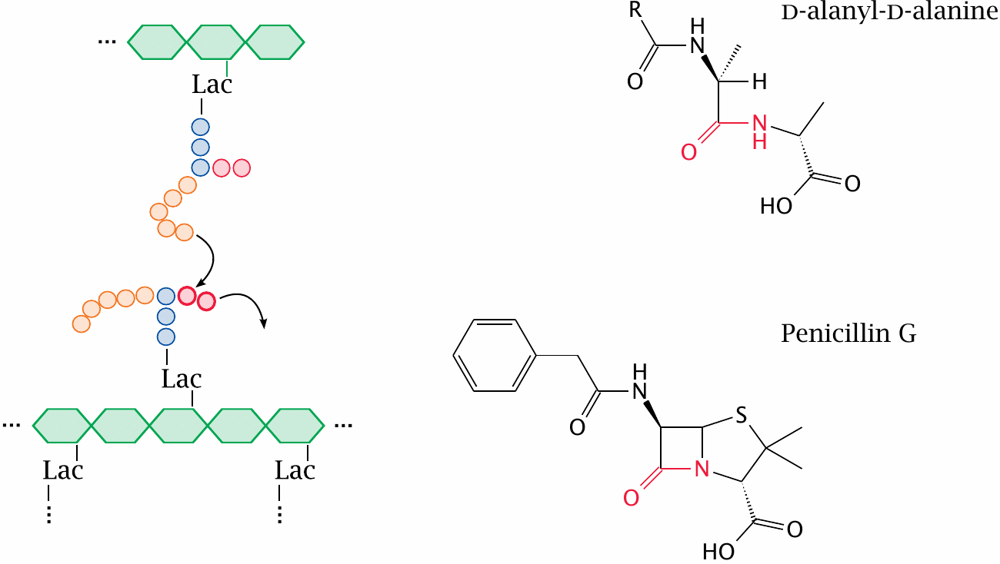 ...
Lac
Lac
... ...
Lac Lac
D-alanyl-D-alanine
R
H
N
O
H
O
N
H
O
HO
Penicillin G
H
N
O
S
N
O
O
HO